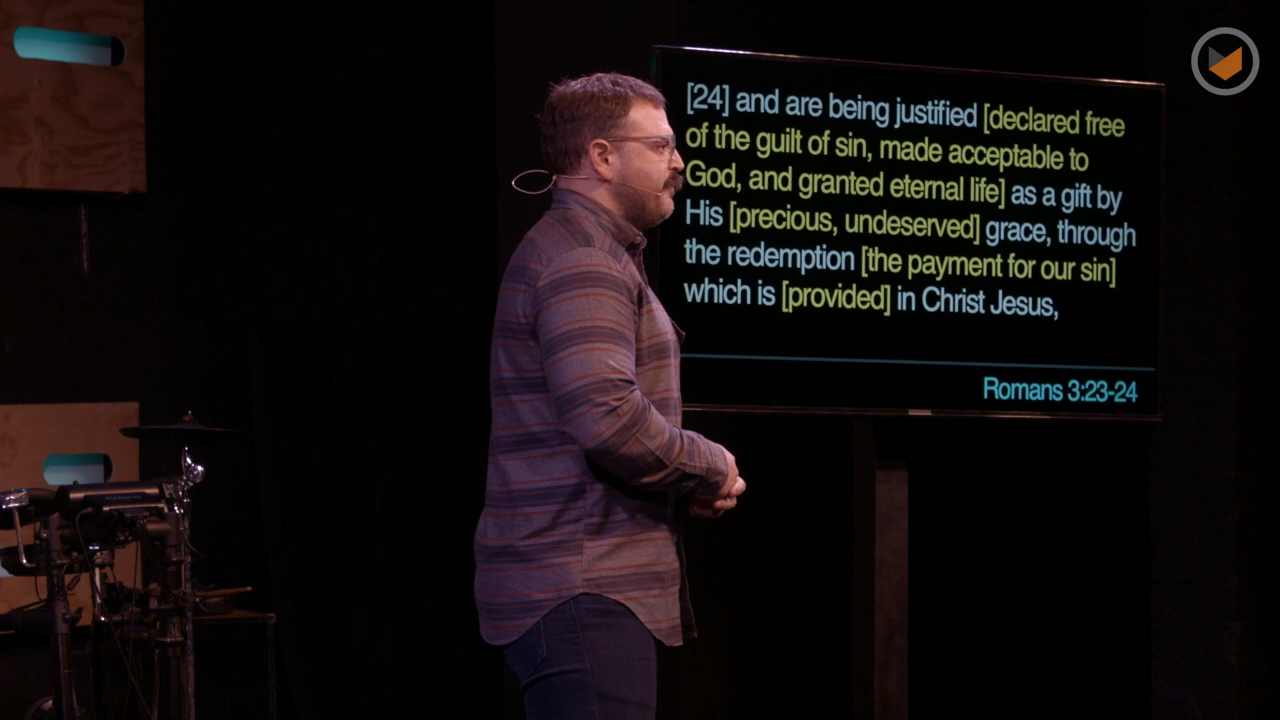 [24] and are being justified [declared free
of the guilt of sin, made acceptable to
God, and granted eternal life] as a gift by
His [precious, undeserved] grace, through
the redemption [the payment for our sin]
which is [provided] in Christ Jesus,
Romans 3:23-24